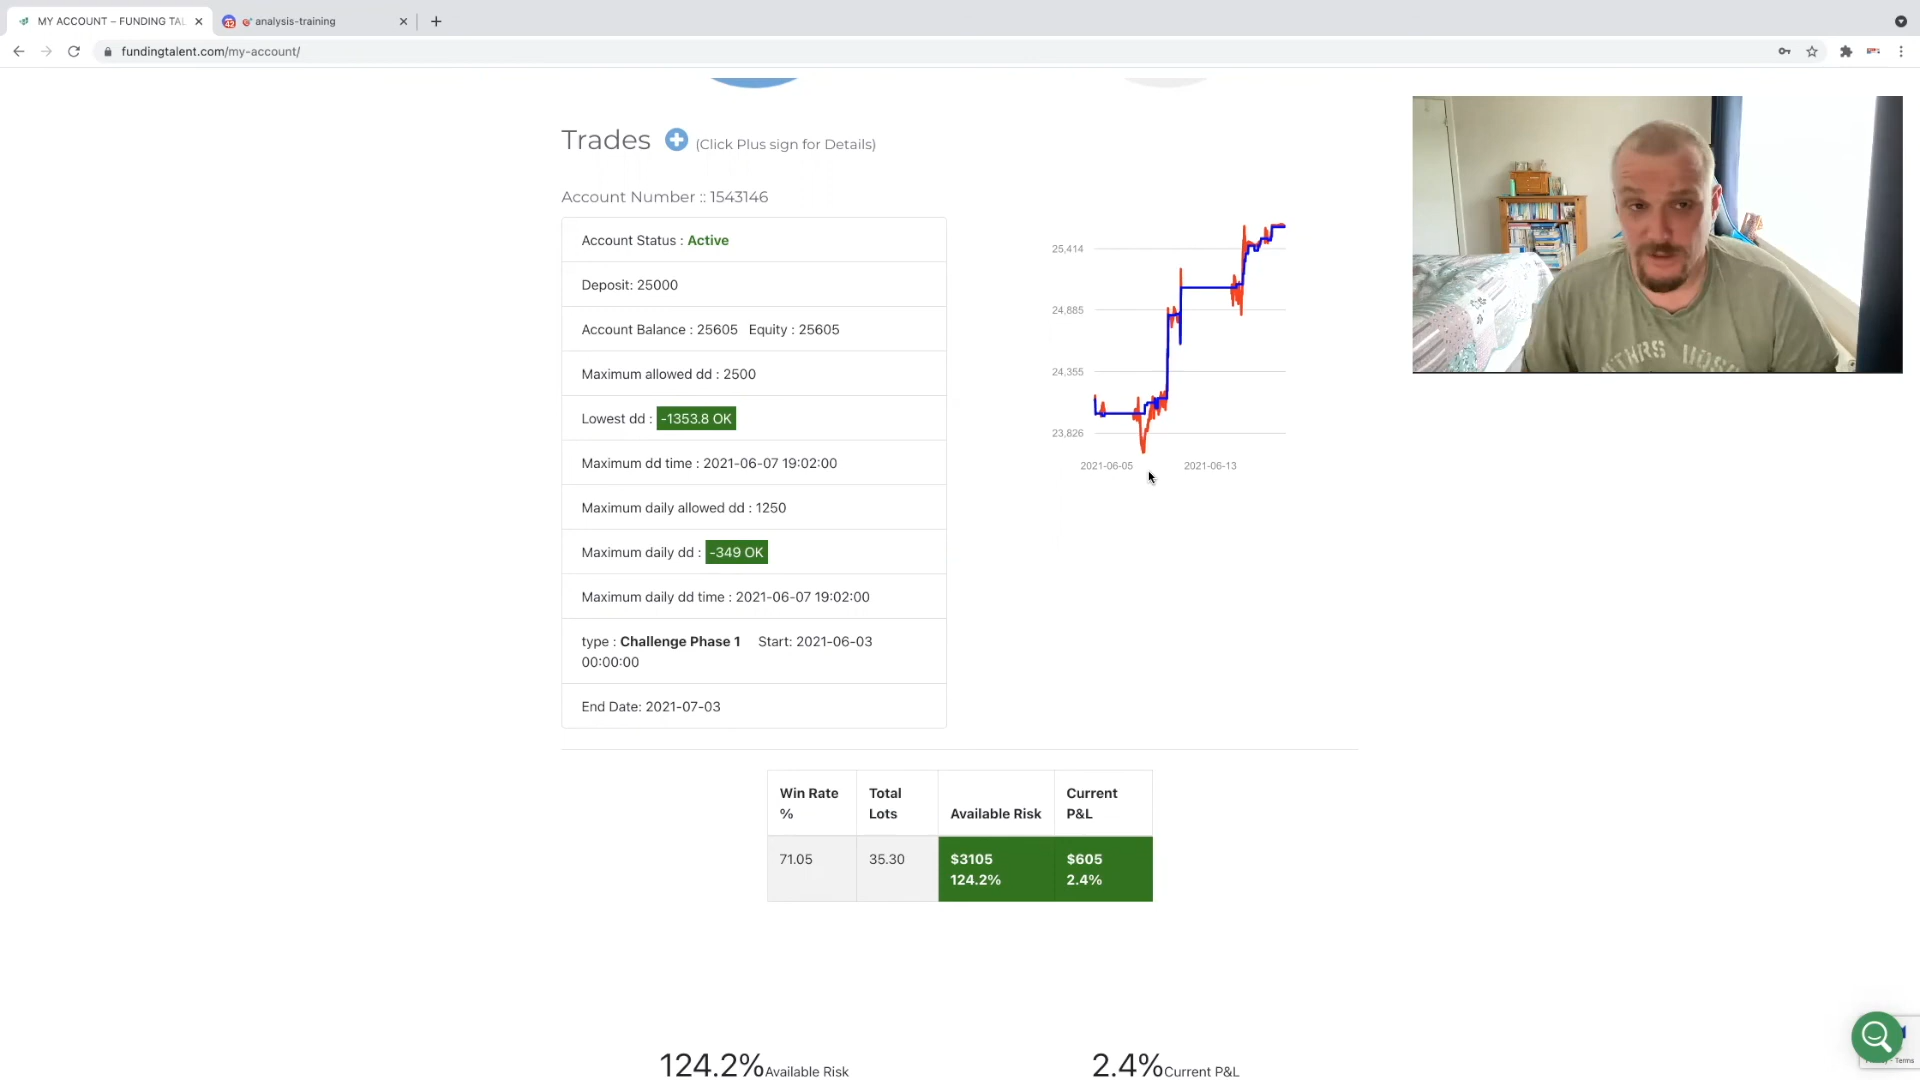 MY ACCOUNT – FUNDING TAL
analysis-training
fundingtalent.com/my-account/
Trades (Click Plus sign for Details)
Account Number :: 1543146
Account Status : Active
Deposit: 25000
Account Balance : 25605 Equity : 25605
Maximum allowed dd : 2500
Lowest dd : -1353.8 OK
Maximum dd time : 2021-06-07 19:02:00
Maximum daily allowed dd : 1250
Maximum daily dd : -349 OK
Maximum daily dd time : 2021-06-07 19:02:00
type : Challenge Phase 1 Start: 2021-06-03
00:00:00
End Date: 2021-07-03
25,414
24,885
24,355
23,826
2021-06-05 2021-06-13
Win Rate
%
Total
Lots
Available Risk
Current
P&L
71.05
35.30
$3105
124.2%
$605
2.4%
124.2% Available Risk
2.4% Current P&L
- Terms